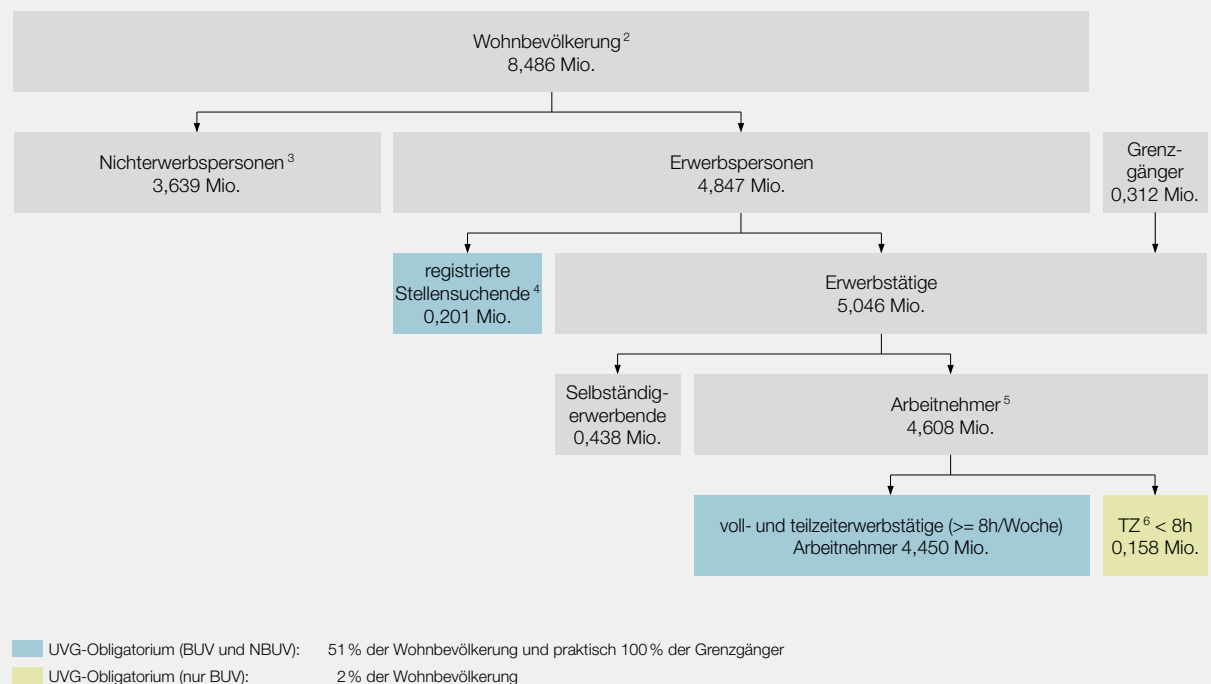 Wohnbevölkerung 2
8,486 Mio.
Nichterwerbspersonen 3
3,639 Mio.
Erwerbspersonen
4,847 Mio.
Grenz-
gänger
0,312 Mio.
registrierte
Stellensuchende 4
0,201 Mio.
Erwerbstätige
5,046 Mio.
Selbständig-
erwerbende
0,438 Mio.
Arbeitnehmer 5
4,608 Mio.
voll- und teilzeiterwerbstätige (>= 8h/Woche)
Arbeitnehmer 4,450 Mio.
TZ 6 < 8h
0,158 Mio.
UVG-Obligatorium (BUV und NBUV): 51 % der Wohnbevölkerung und praktisch 100 % der Grenzgänger
UVG-Obligatorium (nur BUV): 2 % der Wohnbevölkerung